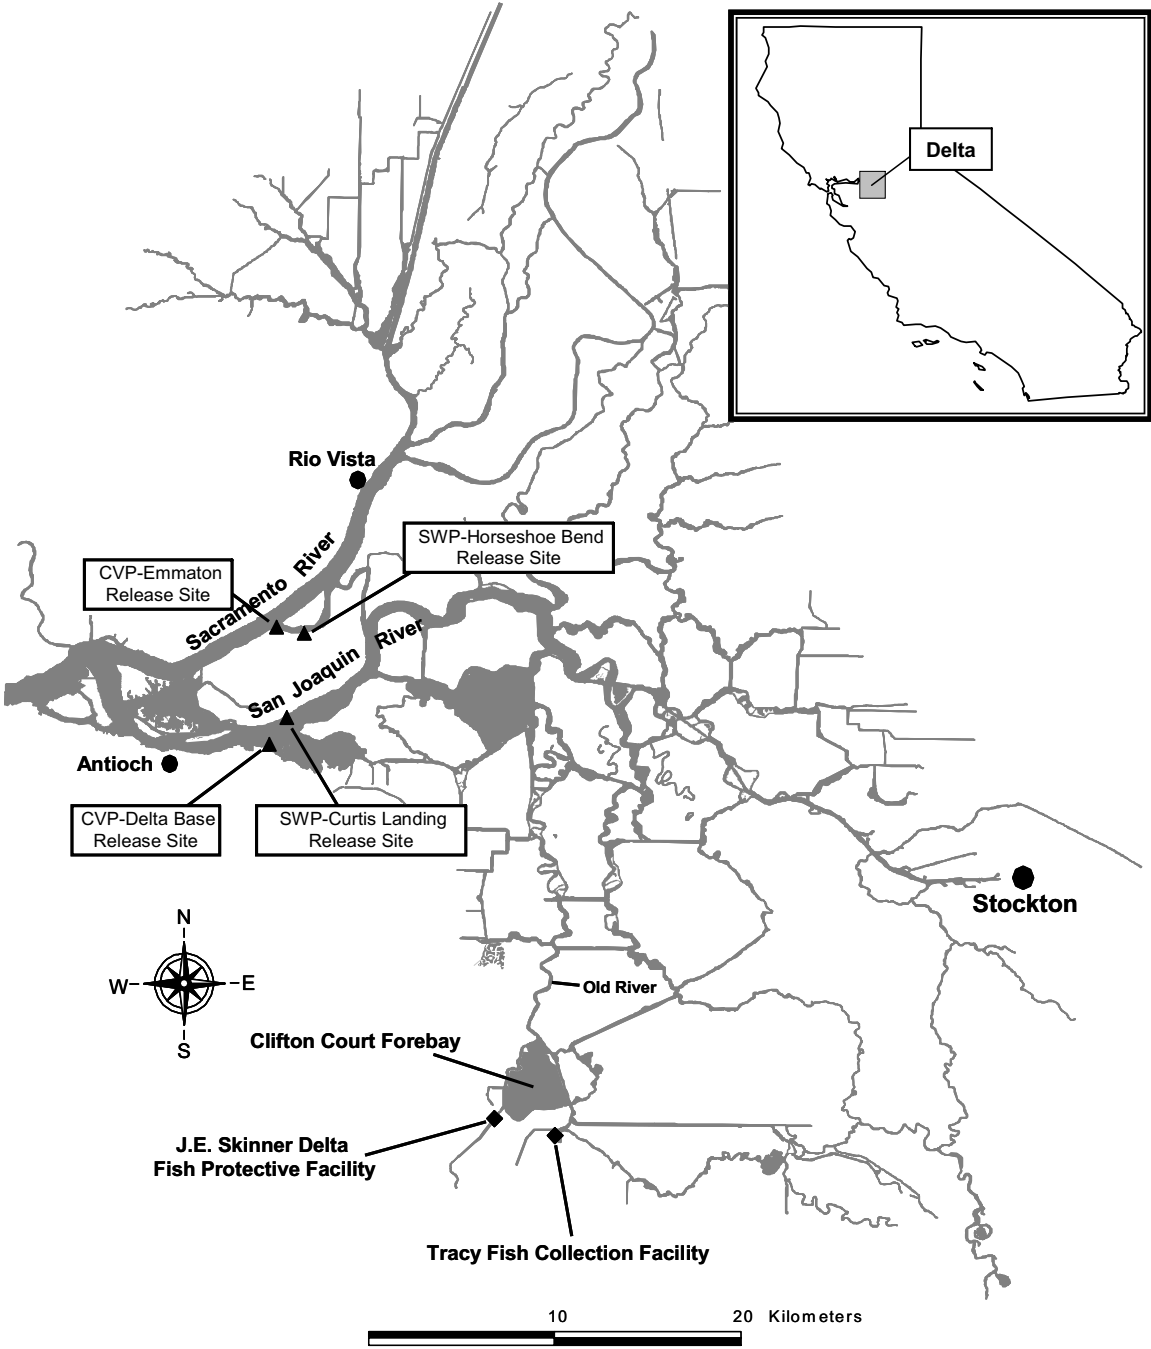 Delta
Rio Vista
SWP-Horseshoe Bend
Release Site
CVP-Emmaton
Release Site
Sacramento River
San Joaquin River
Antioch
CVP-Delta Base
Release Site
SWP-Curtis Landing
Release Site
Stockton
N
W
E
S
Old River
Clifton Court Forebay
J.E. Skinner Delta
Fish Protective Facility
Tracy Fish Collection Facility
10
20 Kilometers